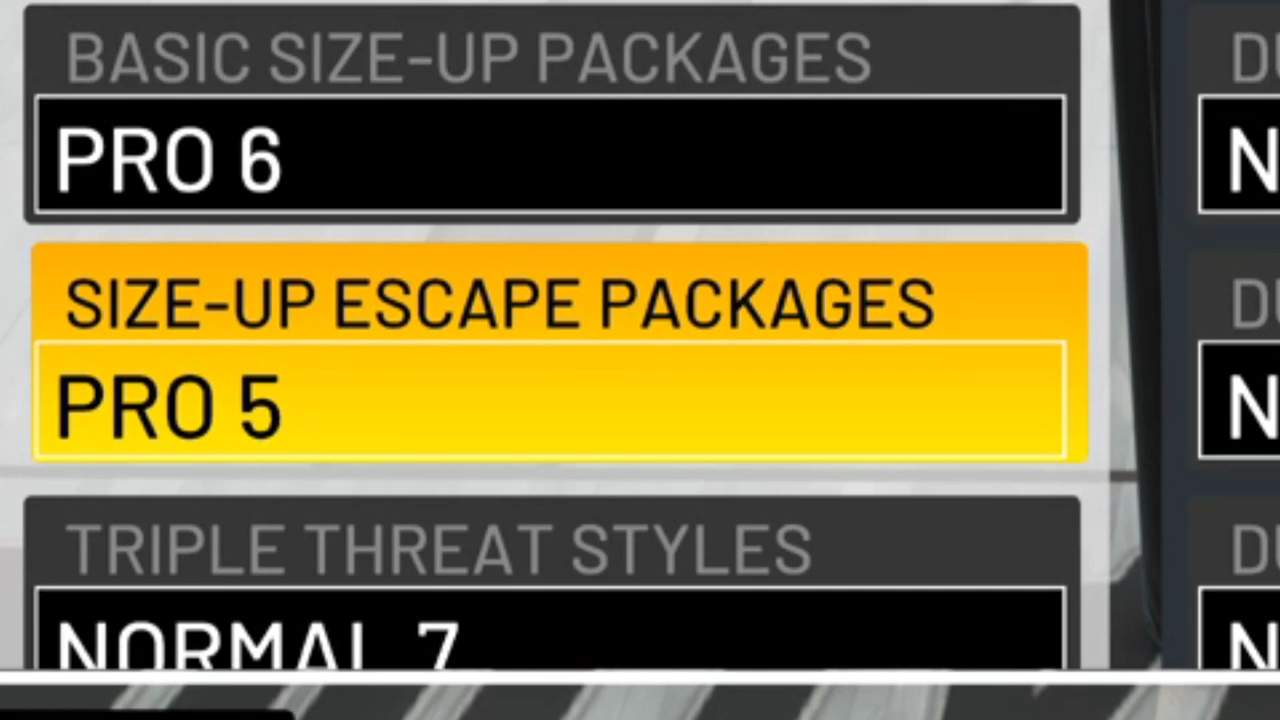 BASIC SIZE-UP PACKAGES
PRO 6
SIZE-UP ESCAPE PACKAGES
PRO 5
TRIPLE THREAT STYLES
NORMAL 7